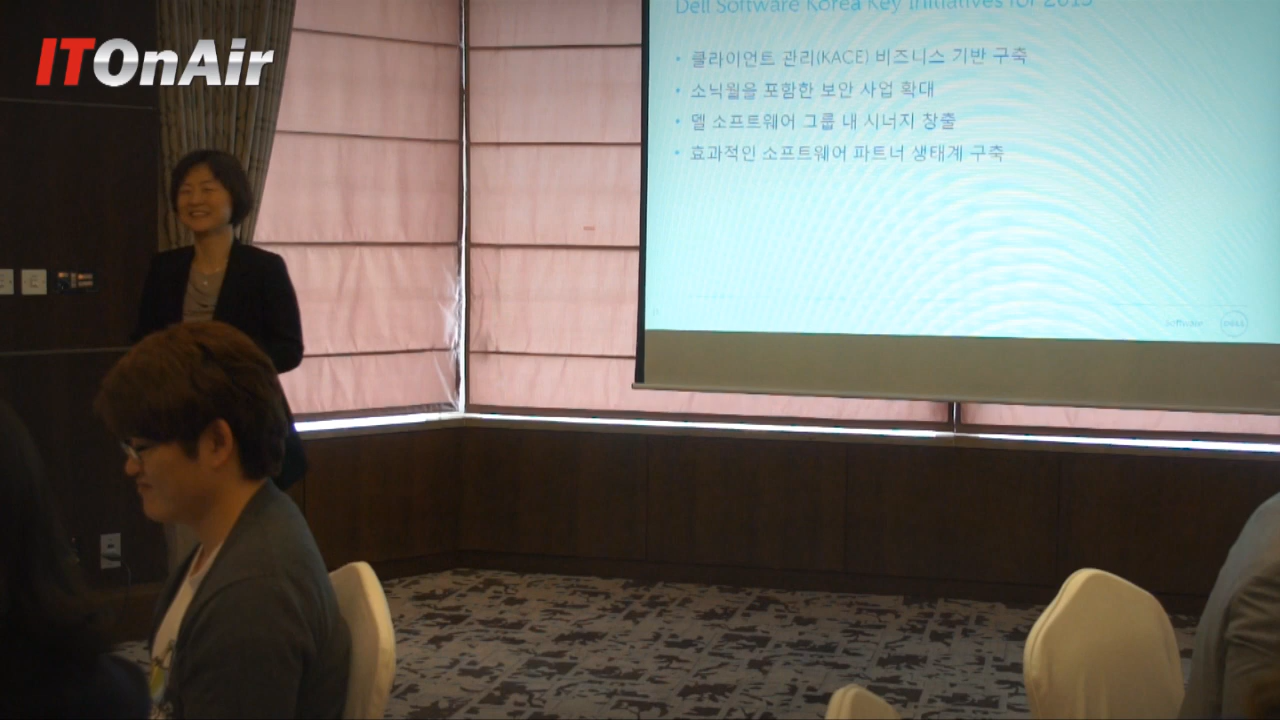 ITOnAir
Dell Software Korea Key Initiatives for 2013
• 클라이언트 관리(KACE) 비즈니스 기반 구축
• 소닉월을 포함한 보안 사업 확대
• 델 소프트웨어 그룹 내 시너지 창출
• 효과적인 소프트웨어 파트너 생태계 구축
Software DELL